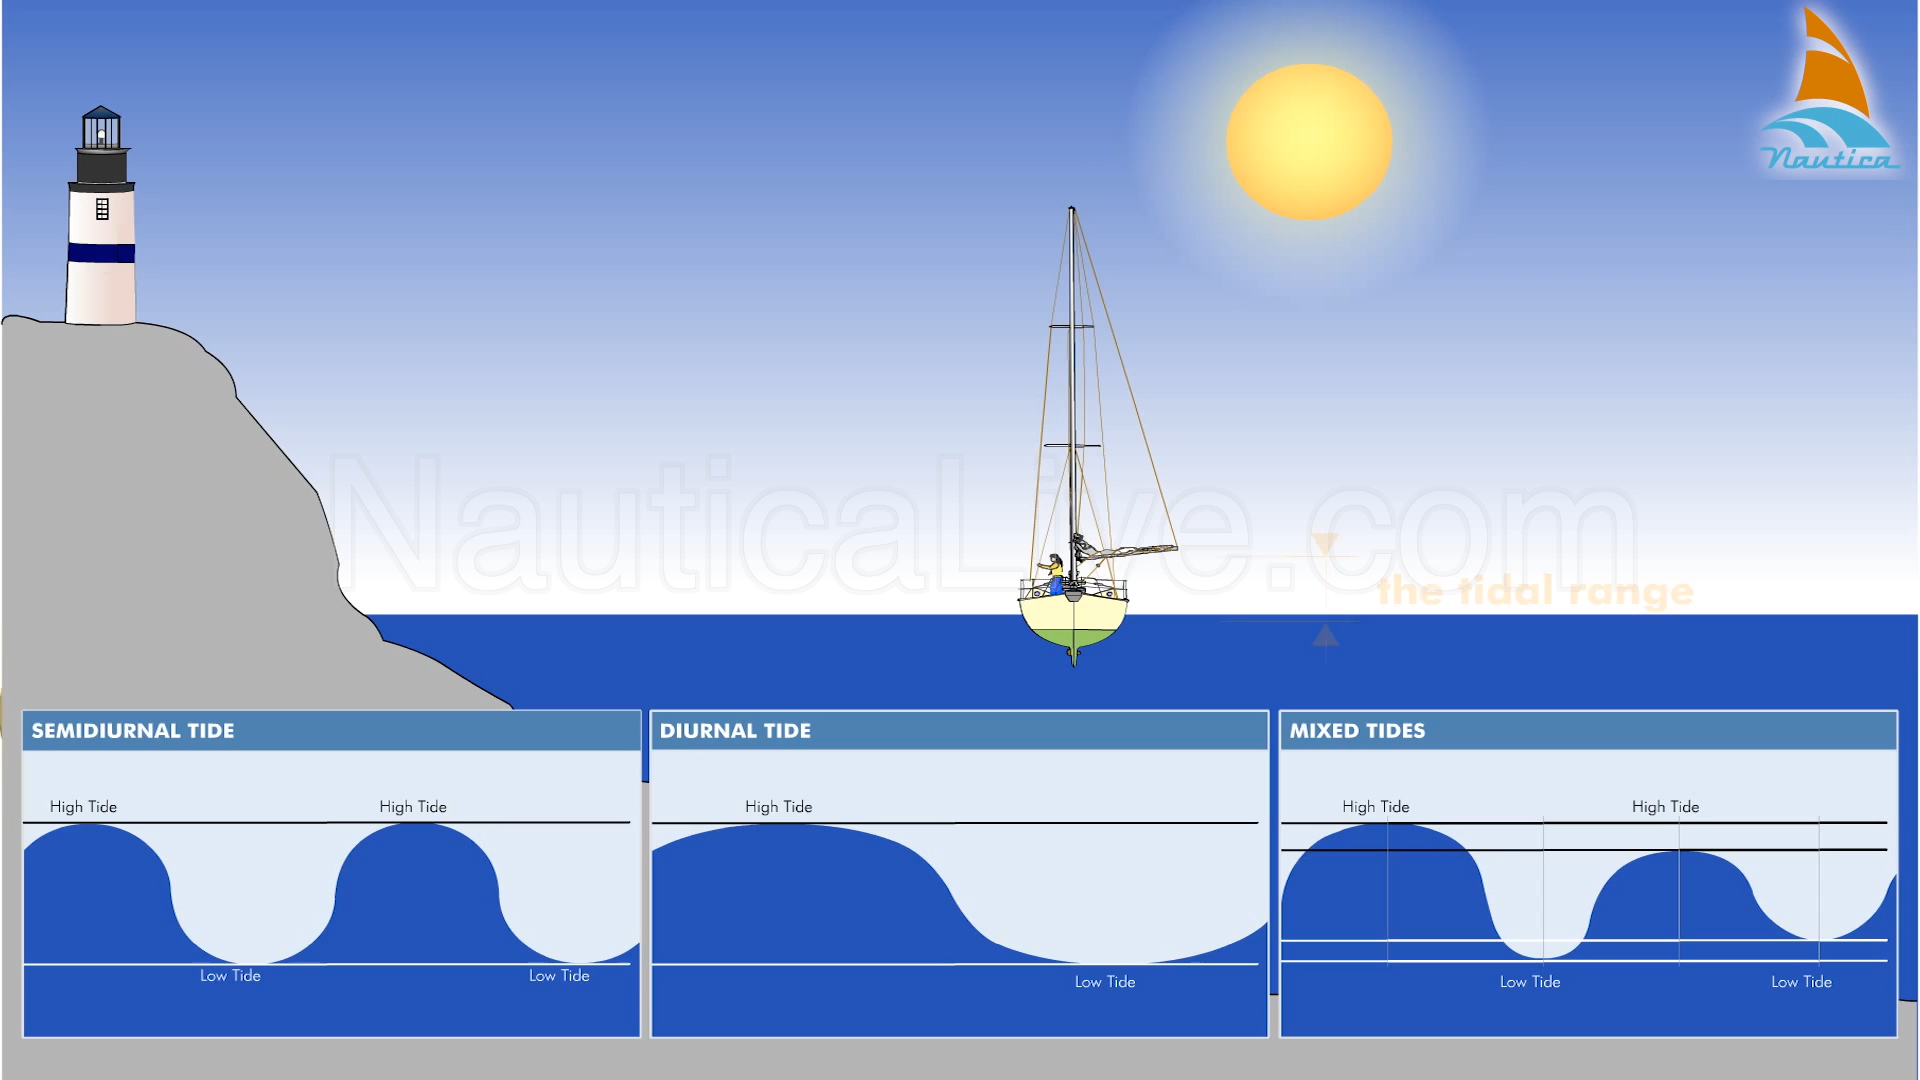 Nautica
NauticaLive.com
the tidal range
SEMIDIURNAL TIDE
High Tide
High Tide
Low Tide
Low Tide
DIURNAL TIDE
High Tide
Low Tide
MIXED TIDES
High Tide
High Tide
Low Tide
Low Tide